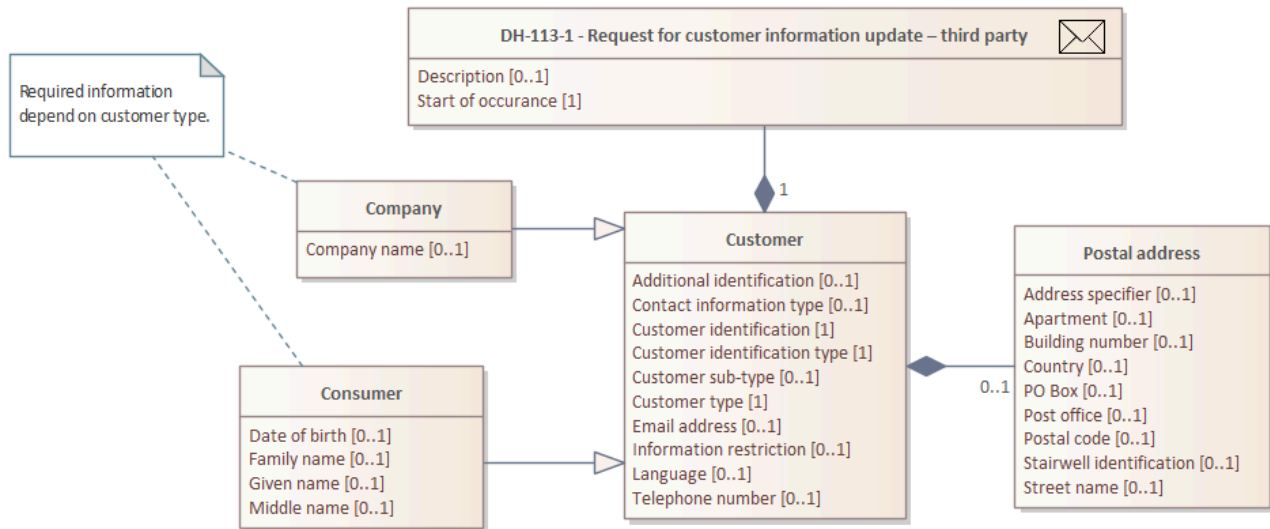 DH-113-1 - Request for customer information update – third party
Description [0..1]
Start of occurance [1]
Required information
depend on customer type.
1
Company
Company name [0..1]
Customer
Additional identification [0..1]
Contact information type [0..1]
Customer identification [1]
Customer identification type [1]
Customer sub-type [0..1]
Customer type [1]
Email address [0..1]
Information restriction [0..1]
Language [0..1]
Telephone number [0..1]
Postal address
Address specifier [0..1]
Apartment [0..1]
Building number [0..1]
Country [0..1]
PO Box [0..1]
Post office [0..1]
Postal code [0..1]
Stairwell identification [0..1]
Street name [0..1]
0..1
Consumer
Date of birth [0..1]
Family name [0..1]
Given name [0..1]
Middle name [0..1]